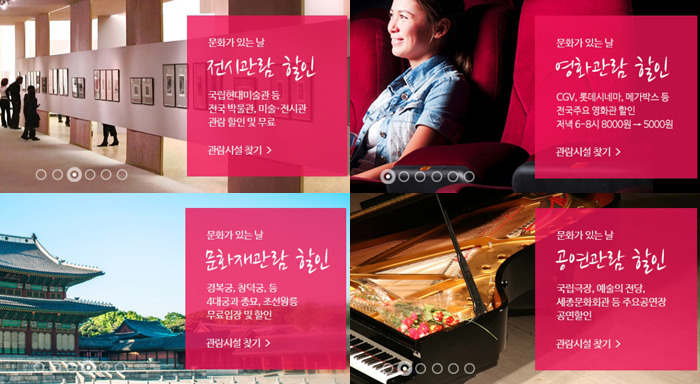 문화가 있는 날
전시관람 할인
국립현대미술관 등
전국 박물관, 미술·전시관
관람 할인 및 무료
관람시설 찾기 >
문화가 있는 날
영화관람 할인
CGV, 롯데시네마, 메가박스 등
전국주요 영화관 할인
저녁 6~8시 8000원 → 5000원
관람시설 찾기 >
문화가 있는 날
문화재관람 할인
경복궁, 창덕궁, 등
4대궁과 종묘, 조선왕릉
무료입장 및 할인
관람시설 찾기 >
문화가 있는 날
공연관람 할인
국립극장, 예술의 전당,
세종문화회관 등 주요공연장
공연할인
관람시설 찾기 >